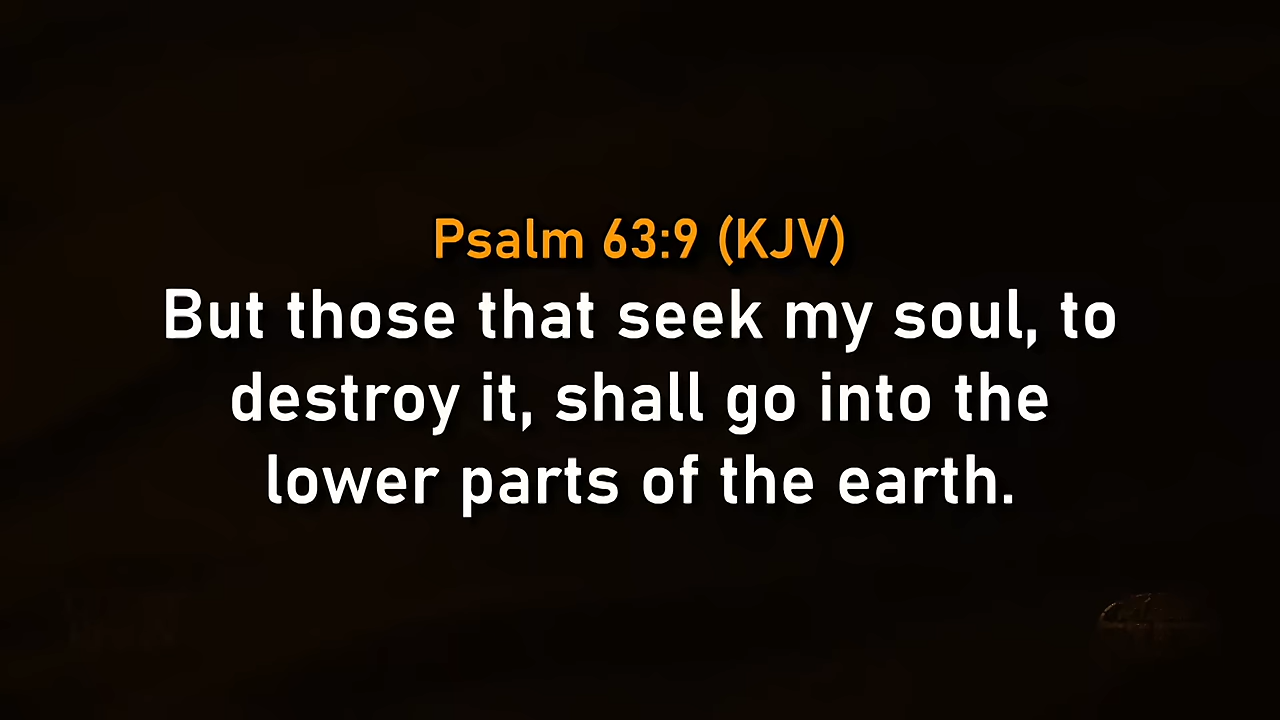 Psalm 63:9 (KJV)
But those that seek my soul, to
destroy it, shall go into the
lower parts of the earth.